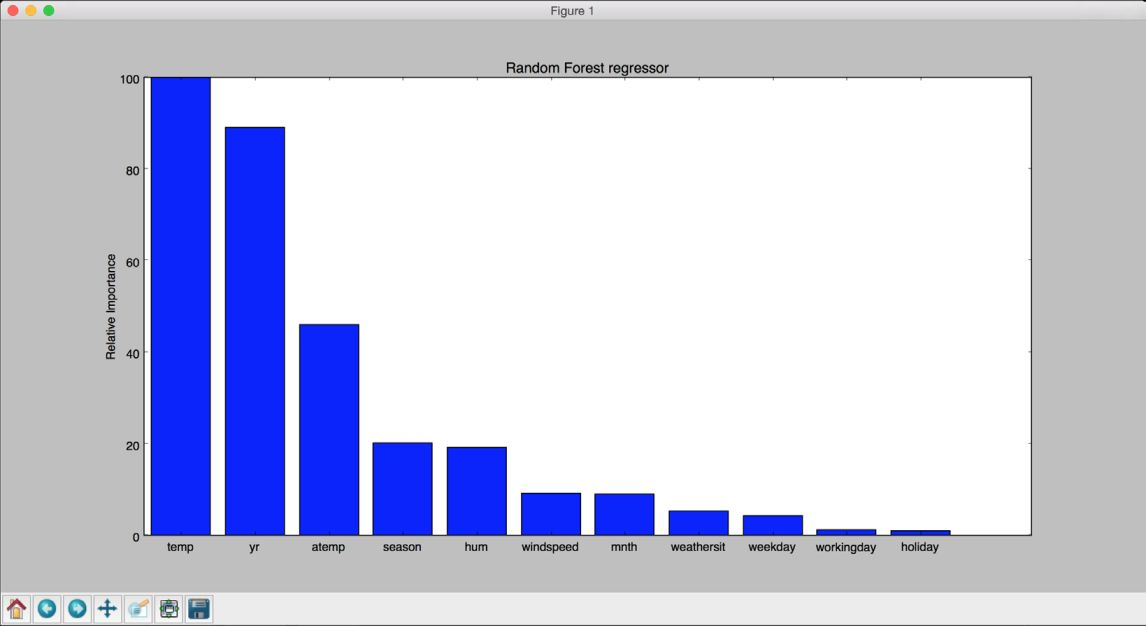 Figure 1
Random Forest regressor
100
80
60
40
20
0
Relative Importance
temp yr atemp season hum windspeed mnth weathersit weekday workingday holiday